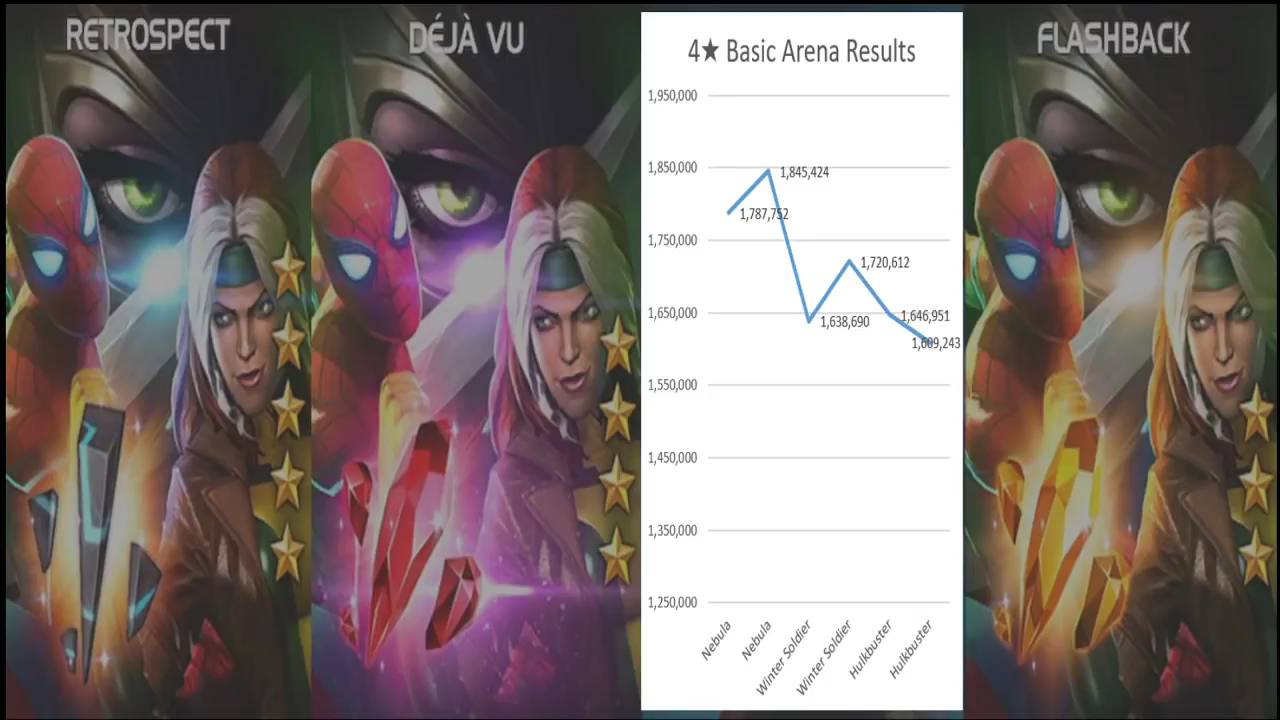 RETROSPECT
DÉJÀ VU
FLASHBACK
4★ Basic Arena Results
1,950,000
1,850,000
1,750,000
1,650,000
1,550,000
1,450,000
1,350,000
1,250,000
1,787,752
1,845,424
1,638,690
1,720,612
1,646,951
1,609,243
Nebula
Nebula
Winter Soldier
Winter Soldier
Hulkbuster
Hulkbuster